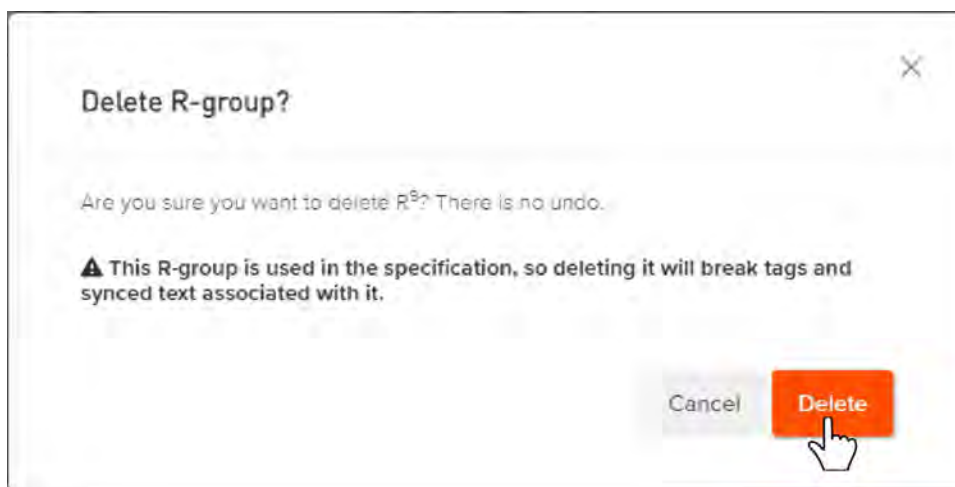 Delete R-group?
Are you sure you want to delete R? There is no undo.
⚠ This R-group is used in the specification, so deleting it will break tags and
synced text associated with it.
Cancel
Delete